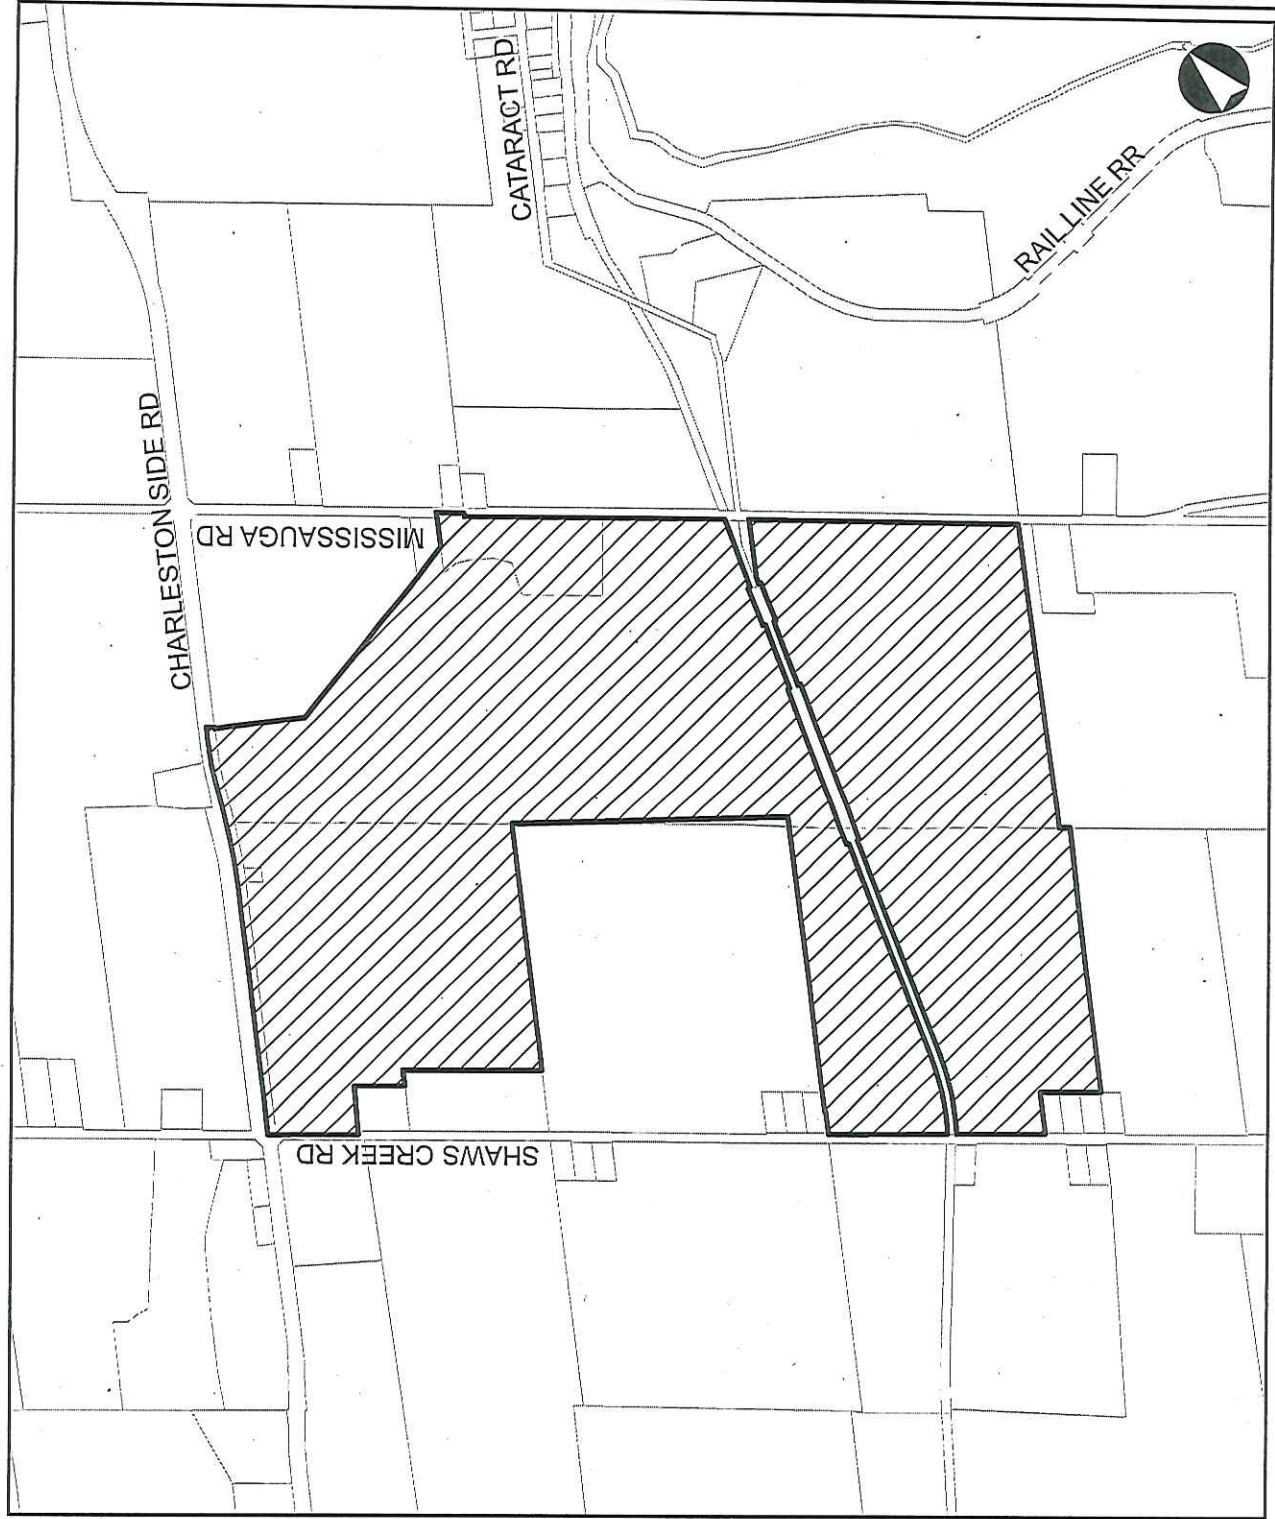 CATARACT RD
RAIL LINE RR
CHARLESTON SIDE RD
MISSISSAUGA RD
SHAWS CREEK RD